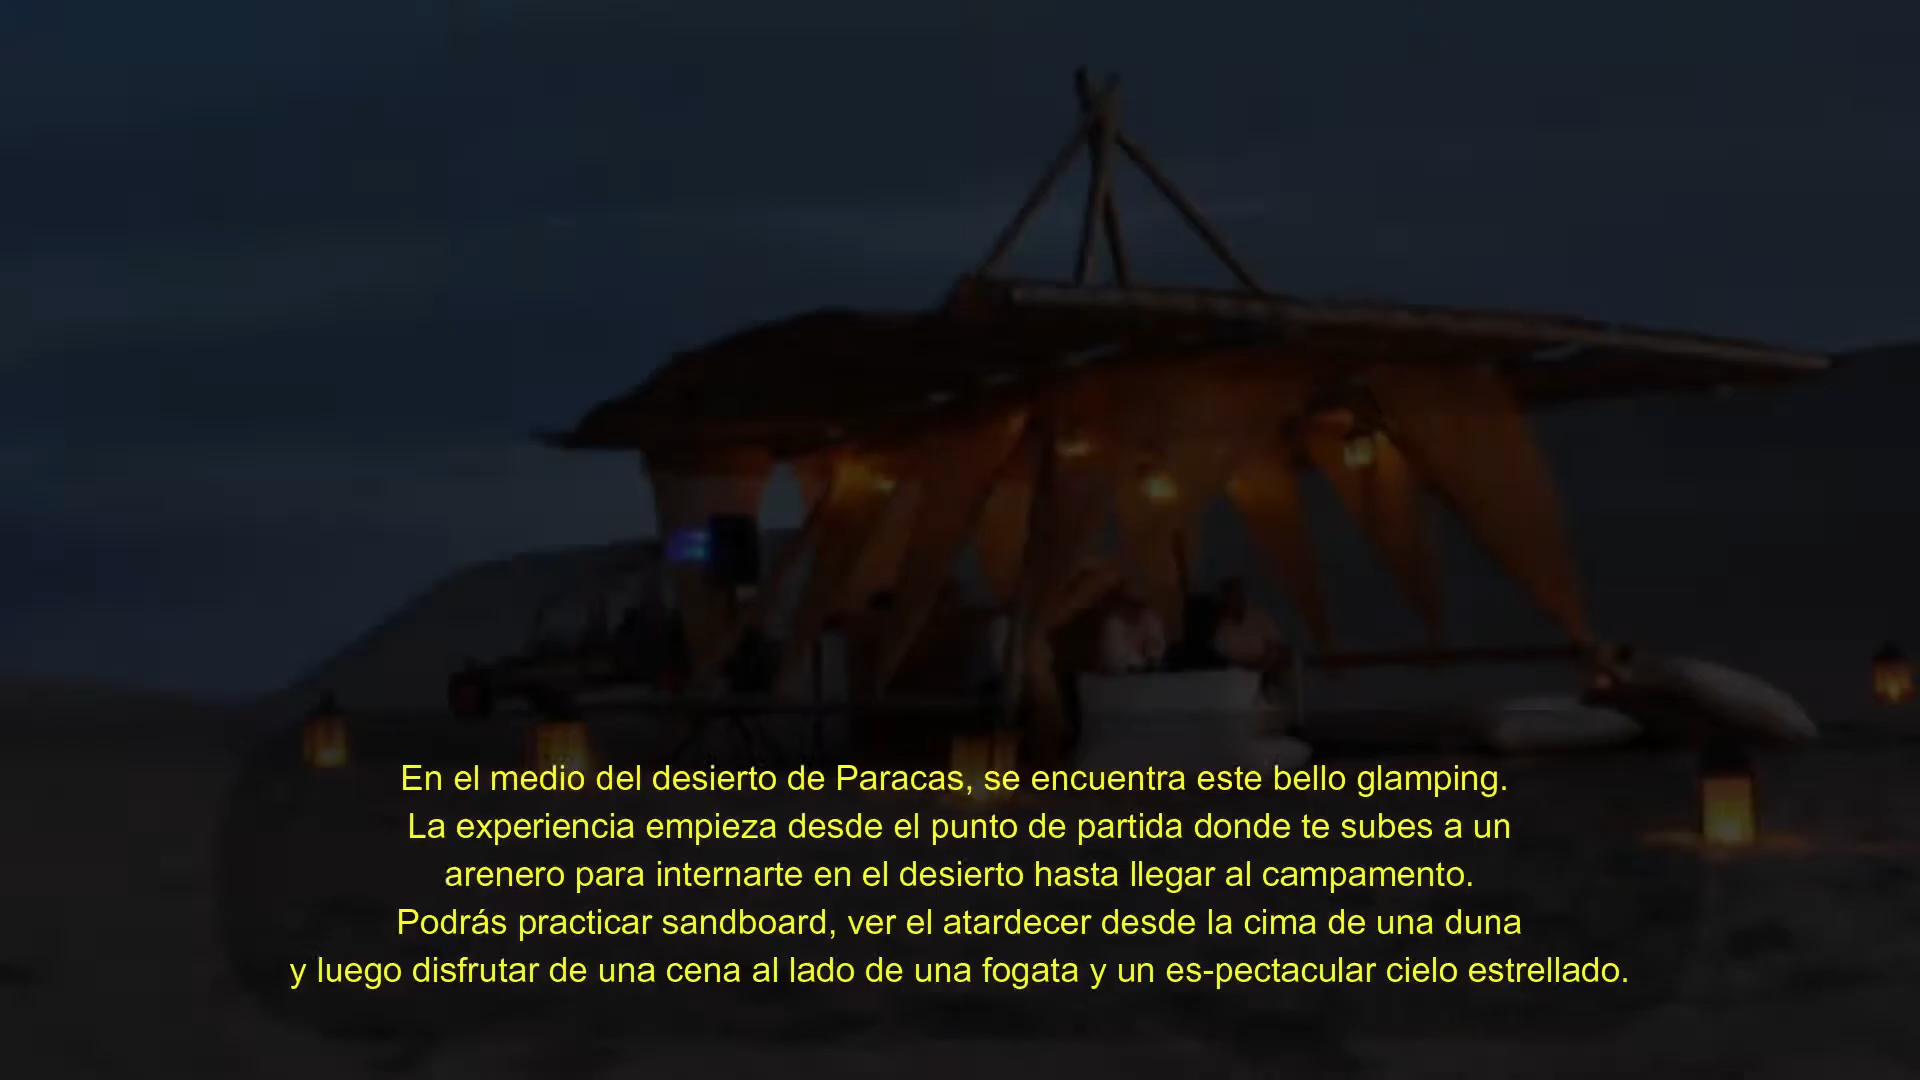 En el medio del desierto de Paracas, se encuentra este bello glamping.
La experiencia empieza desde el punto de partida donde te subes a un
arenero para internarte en el desierto hasta llegar al campamento.
Podrás practicar sandboard, ver el atardecer desde la cima de una duna
y luego disfrutar de una cena al lado de una fogata y un es-pectacular cielo estrellado.